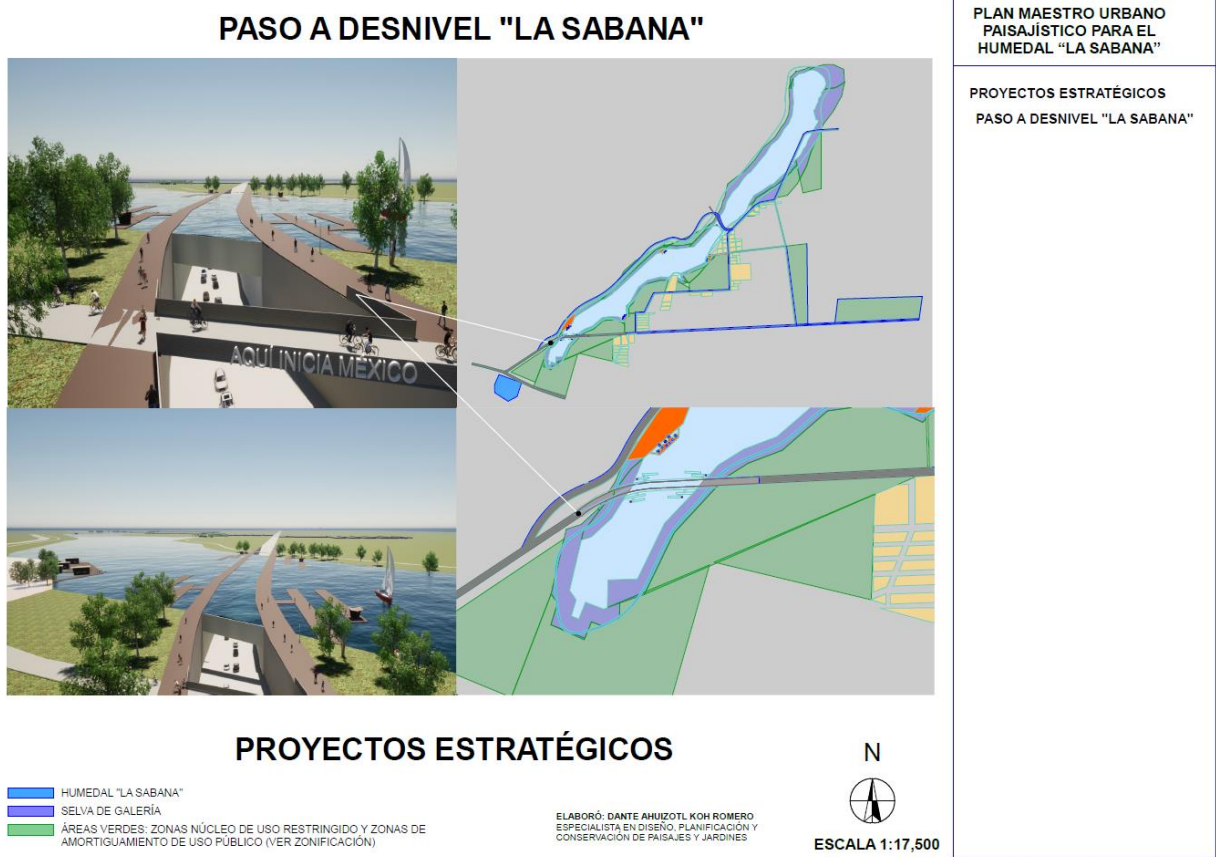 PASO A DESNIVEL "LA SABANA"
PLAN MAESTRO URBANO
PAISAJÍSTICO PARA EL
HUMEDAL “LA SABANA”
PROYECTOS ESTRATÉGICOS
PASO A DESNIVEL "LA SABANA"
AQUÍ INICIA MÉXICO
PROYECTOS ESTRATÉGICOS
HUMEDAL "LA SABANA"
SELVA DE GALERÍA
ÁREAS VERDES: ZONAS NÚCLEO DE USO RESTRINGIDO Y ZONAS DE
AMORTIGUAMIENTO DE USO PÚBLICO (VER ZONIFICACIÓN)
ELABORÓ: DANTE AHUIZOTL KOH ROMERO
ESPECIALISTA EN DISEÑO, PLANIFICACIÓN Y
CONSERVACIÓN DE PAISAJES Y JARDINES
N
ESCALA 1:17,500